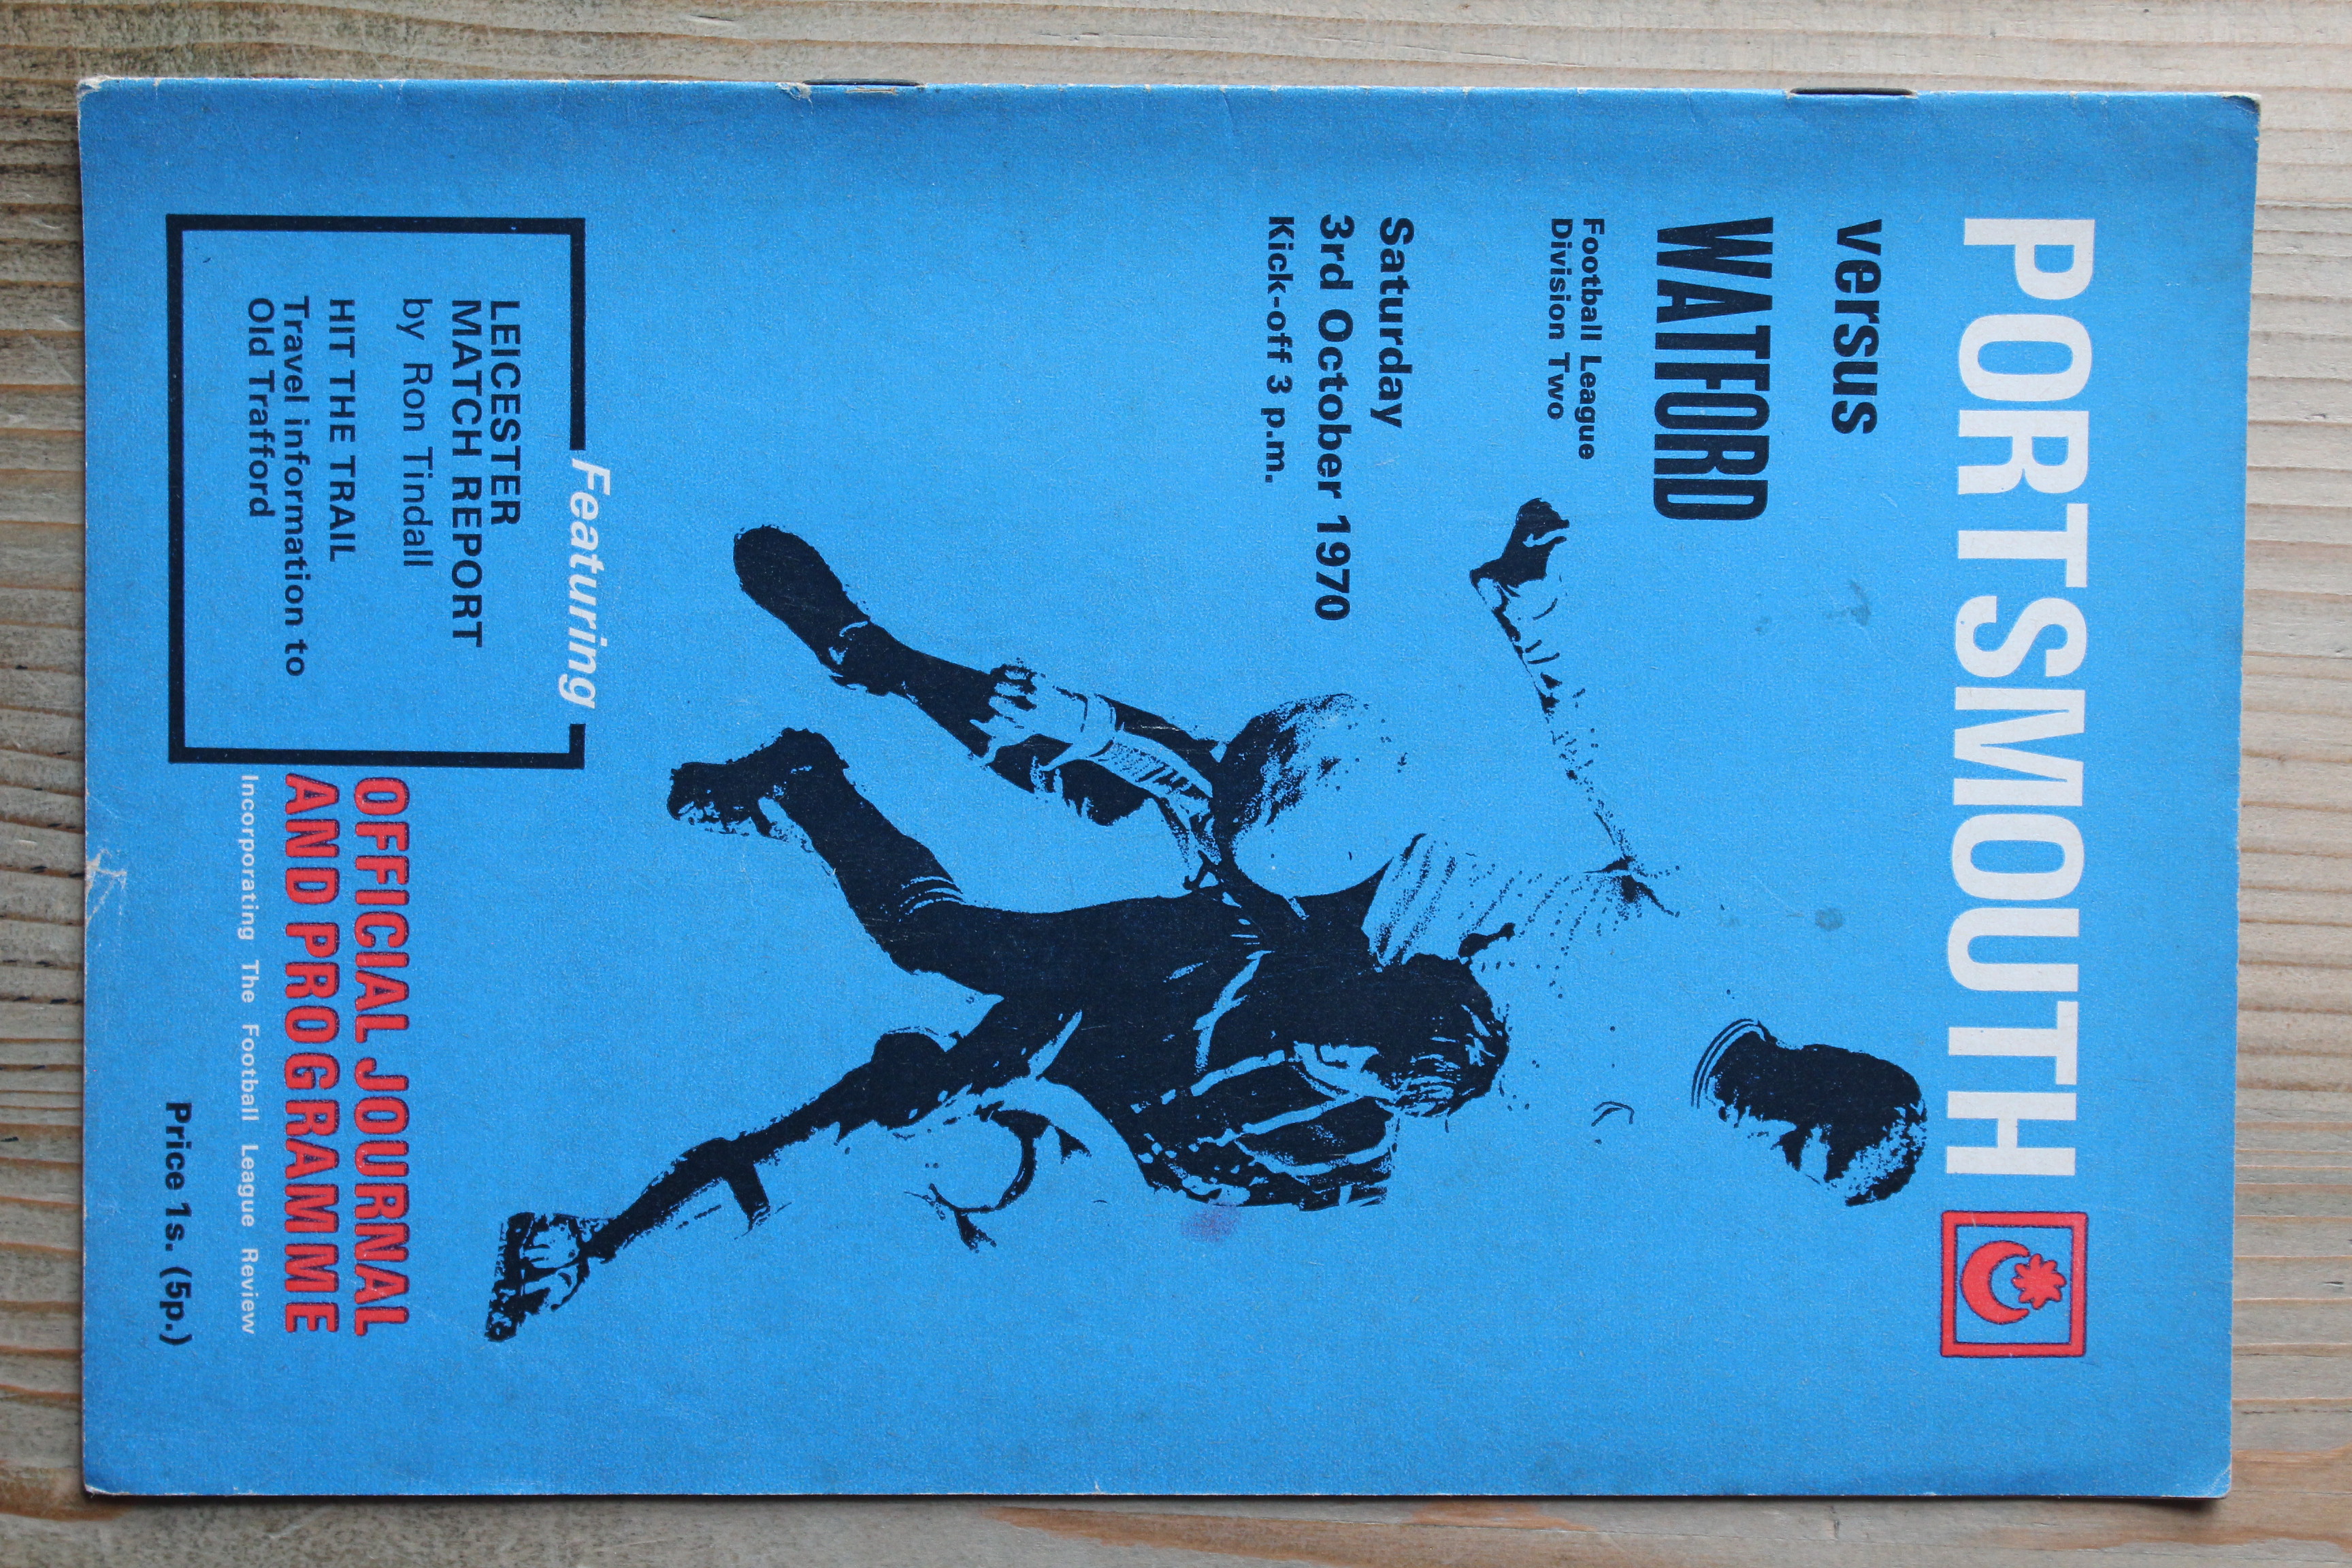 PORTSMOUTH
versus
WATFORD
Football League
Division Two
Saturday
3rd October 1970
Kick-off 3 p.m.
Featuring
LEICESTER
MATCH REPORT
by Ron Tindall
HIT THE TRAIL
Travel information to
Old Trafford
OFFICIAL JOURNAL
AND PROGRAMME
Incorporating The Football League Review
Price 1s. (5p.)